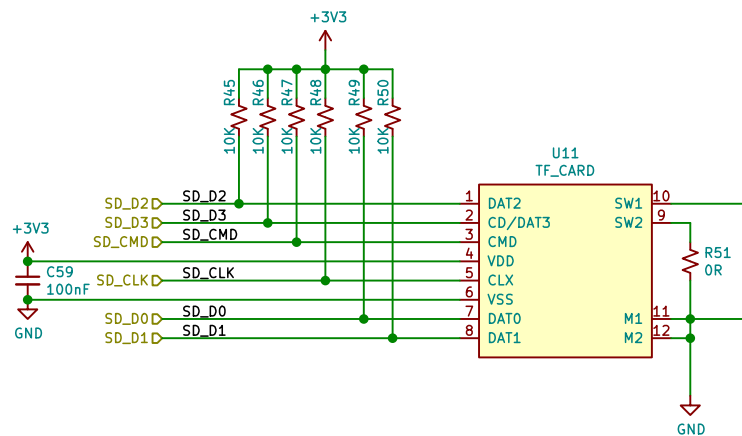 +3V3
R45
R46
R47
R48
R49
R50
10K
10K
10K
10K
10K
10K
U11
TF_CARD
SD_D2
SD_D2
1
DAT2
SW1
10
SD_D3
SD_D3
2
CD/DAT3
SW2
9
SD_CMD
SD_CMD
3
CMD
+3V3
4
VDD
R51
0R
C59
100nF
SD_CLK
SD_CLK
5
CLX
6
VSS
SD_D0
SD_D0
7
DAT0
M1
11
SD_D1
SD_D1
8
DAT1
M2
12
GND
GND